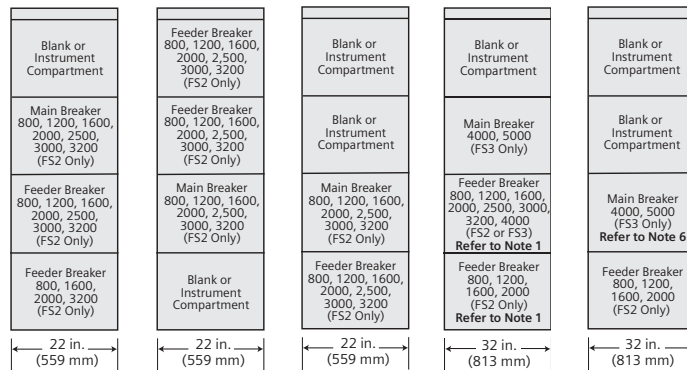 Blank or
Instrument
Compartment
Main Breaker
800, 1200, 1600,
2000, 2500,
3000, 3200
(FS2 Only)
Feeder Breaker
800, 1200, 1600,
2000, 2500,
3000, 3200
(FS2 Only)
Feeder Breaker
800, 1600,
2000, 3200
(FS2 Only)
22 in.
(559 mm)
Feeder Breaker
800, 1200, 1600,
2000, 2,500,
3000, 3200
(FS2 Only)
Feeder Breaker
800, 1200, 1600,
2000, 2,500,
3000, 3200
(FS2 Only)
Main Breaker
800, 1200, 1600,
2000, 2,500,
3000, 3200
(FS2 Only)
Blank or
Instrument
Compartment
22 in.
(559 mm)
Blank or
Instrument
Compartment
Blank or
Instrument
Compartment
Main Breaker
800, 1200, 1600,
2000, 2,500,
3000, 3200
(FS2 Only)
Feeder Breaker
800, 1200, 1600,
2000, 2,500,
3000, 3200
(FS2 Only)
22 in.
(559 mm)
Blank or
Instrument
Compartment
Main Breaker
4000, 5000
(FS3 Only)
Feeder Breaker
800, 1200, 1600,
2000, 2500, 3000,
3200, 4000
(FS2 or FS3)
Refer to Note 1
Feeder Breaker
800, 1200,
1600, 2000
(FS2 Only)
Refer to Note 1
32 in.
(813 mm)
Blank or
Instrument
Compartment
Blank or
Instrument
Compartment
Main Breaker
4000, 5000
(FS3 Only)
Refer to Note 6
Feeder Breaker
800, 1200,
1600, 2000
(FS2 Only)
32 in.
(813 mm)